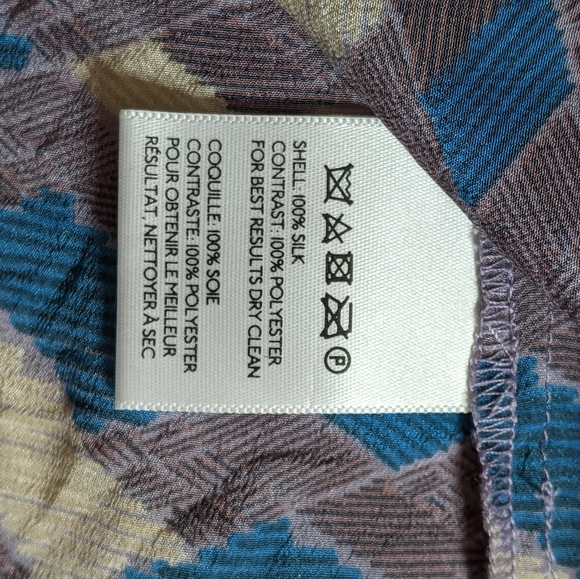 P
SHELL: 100% SILK
CONTRAST: 100% POLYESTER
FOR BEST RESULTS DRY CLEAN
COQUILLE: 100% SOIE
CONTRASTE: 100% POLYESTER
POUR OBTENIR LE MEILLEUR
RÉSULTAT, NETTOYER À SEC